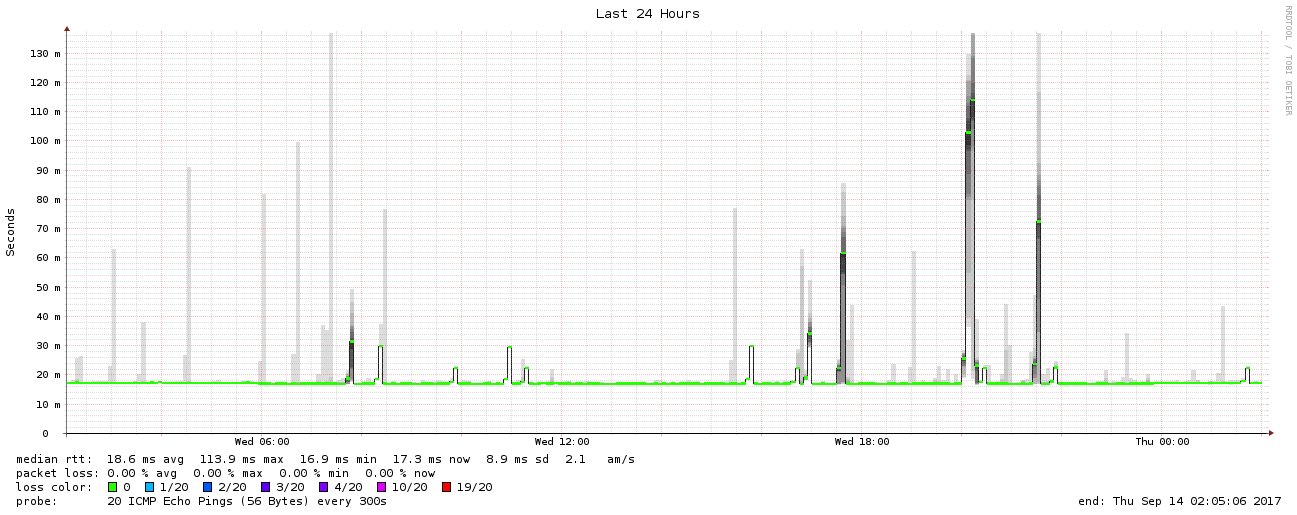 Last 24 Hours
RRDTOOL / TOBI OETIKER
Seconds
130 m
120 m
110 m
100 m
90 m
80 m
70 m
60 m
50 m
40 m
30 m
20 m
10 m
0
Wed 06:00 Wed 12:00 Wed 18:00 Thu 00:00
median rtt: 18.6 ms avg 113.9 ms max 16.9 ms min 17.3 ms now 8.9 ms sd 2.1 am/s
packet loss: 0.00 % avg 0.00 % max 0.00 % min 0.00 % now
loss color: 0 1/20 2/20 3/20 4/20 10/20 19/20
probe: 20 ICMP Echo Pings (56 Bytes) every 300s end: Thu Sep 14 02:05:06 2017